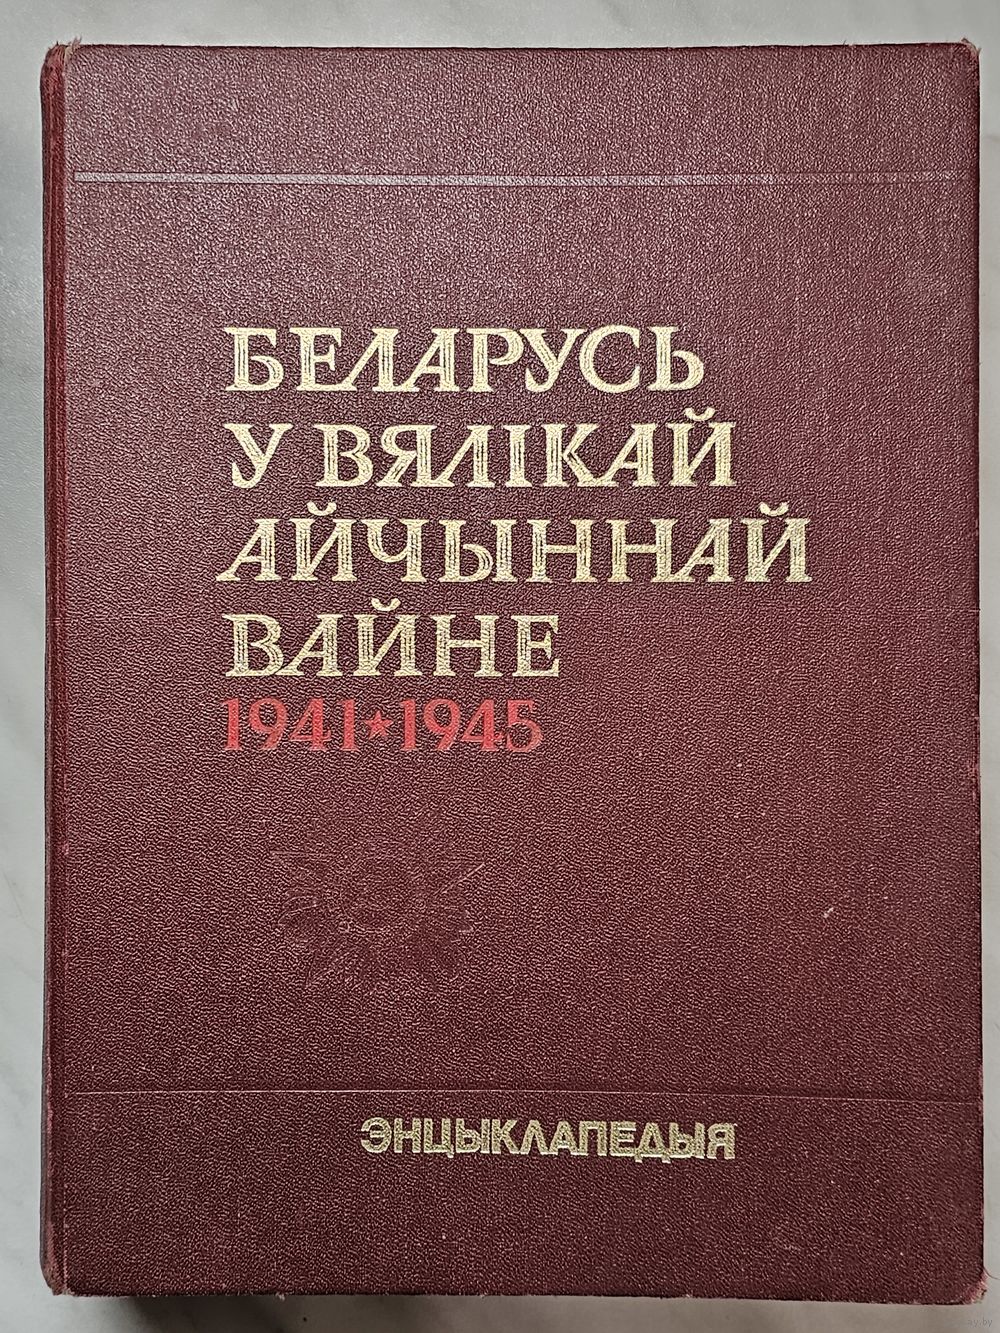 БЕЛАРУСЬ
У ВЯЛІКАЙ
АЙЧЫННАЙ
ВАЙНЕ
1941★1945
ЭНЦЫКЛАПЕДЫЯ